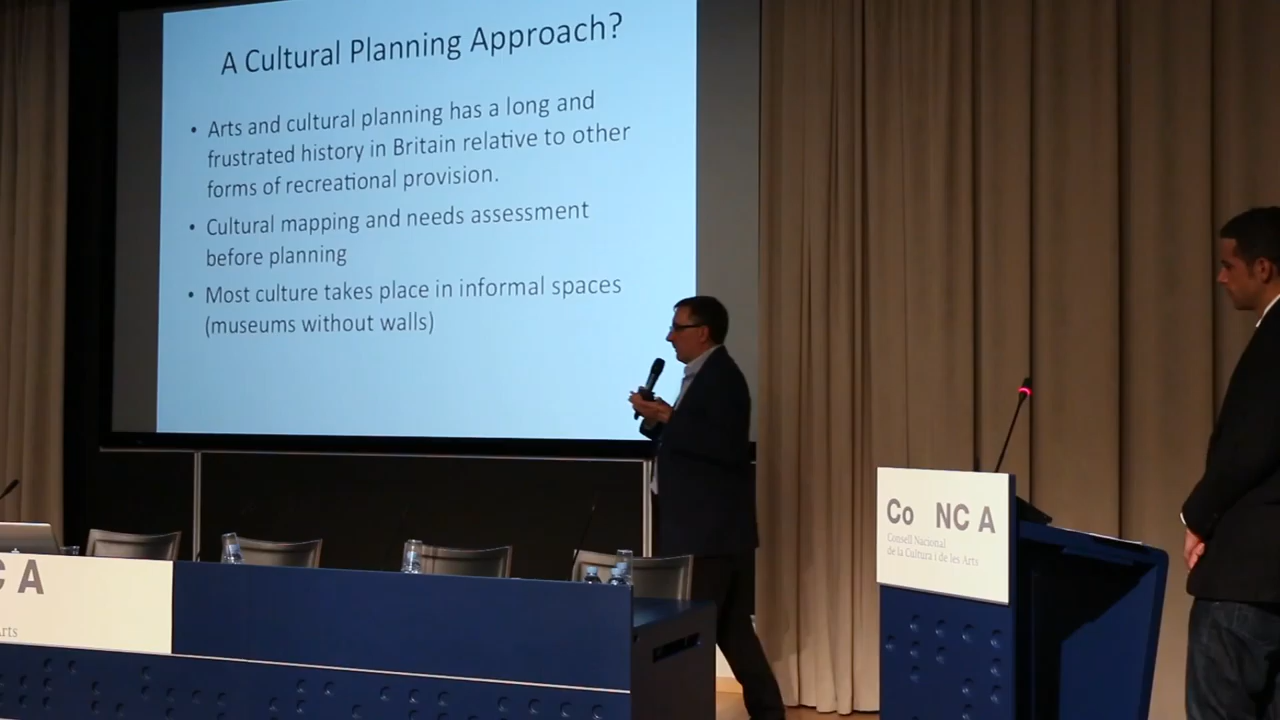 A Cultural Planning Approach?
• Arts and cultural planning has a long and
frustrated history in Britain relative to other
forms of recreational provision.
• Cultural mapping and needs assessment
before planning
• Most culture takes place in informal spaces
(museums without walls)
Co NC A
Consell Nacional
de la Cultura i de les Arts
C A
Arts